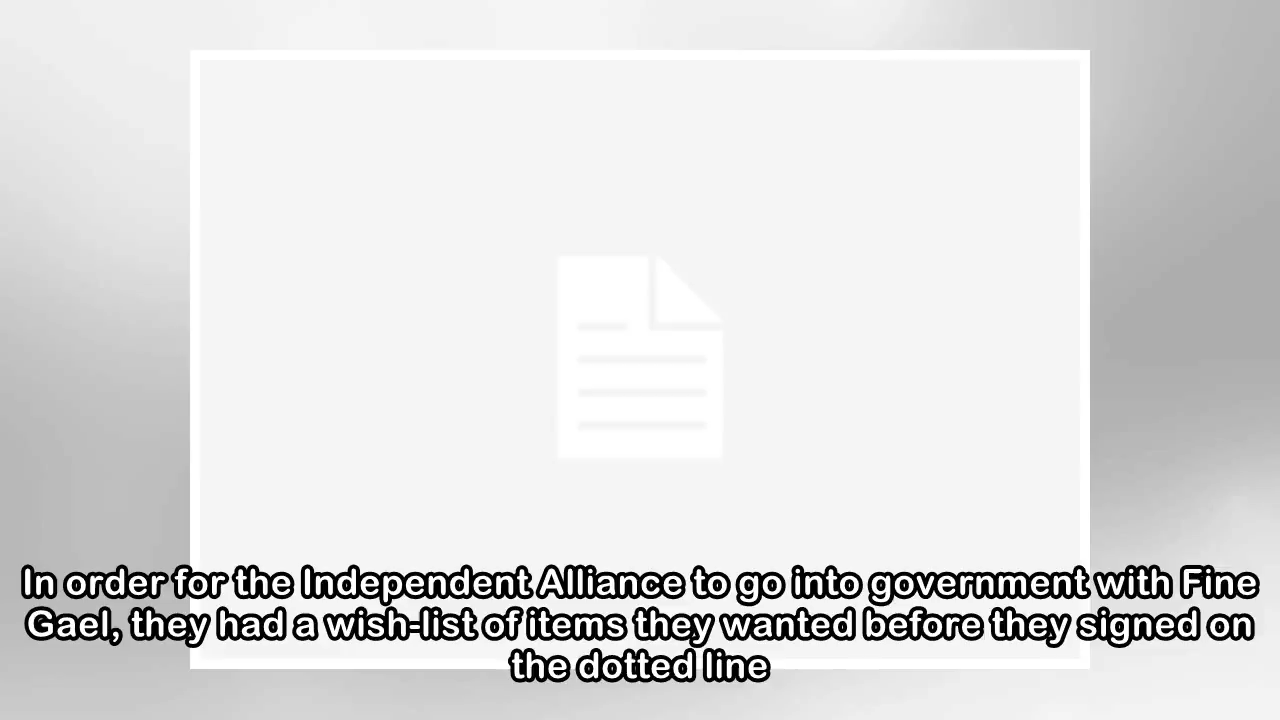 In order for the Independent Alliance to go into government with Fine
Gael, they had a wish-list of items they wanted before they signed on
the dotted line